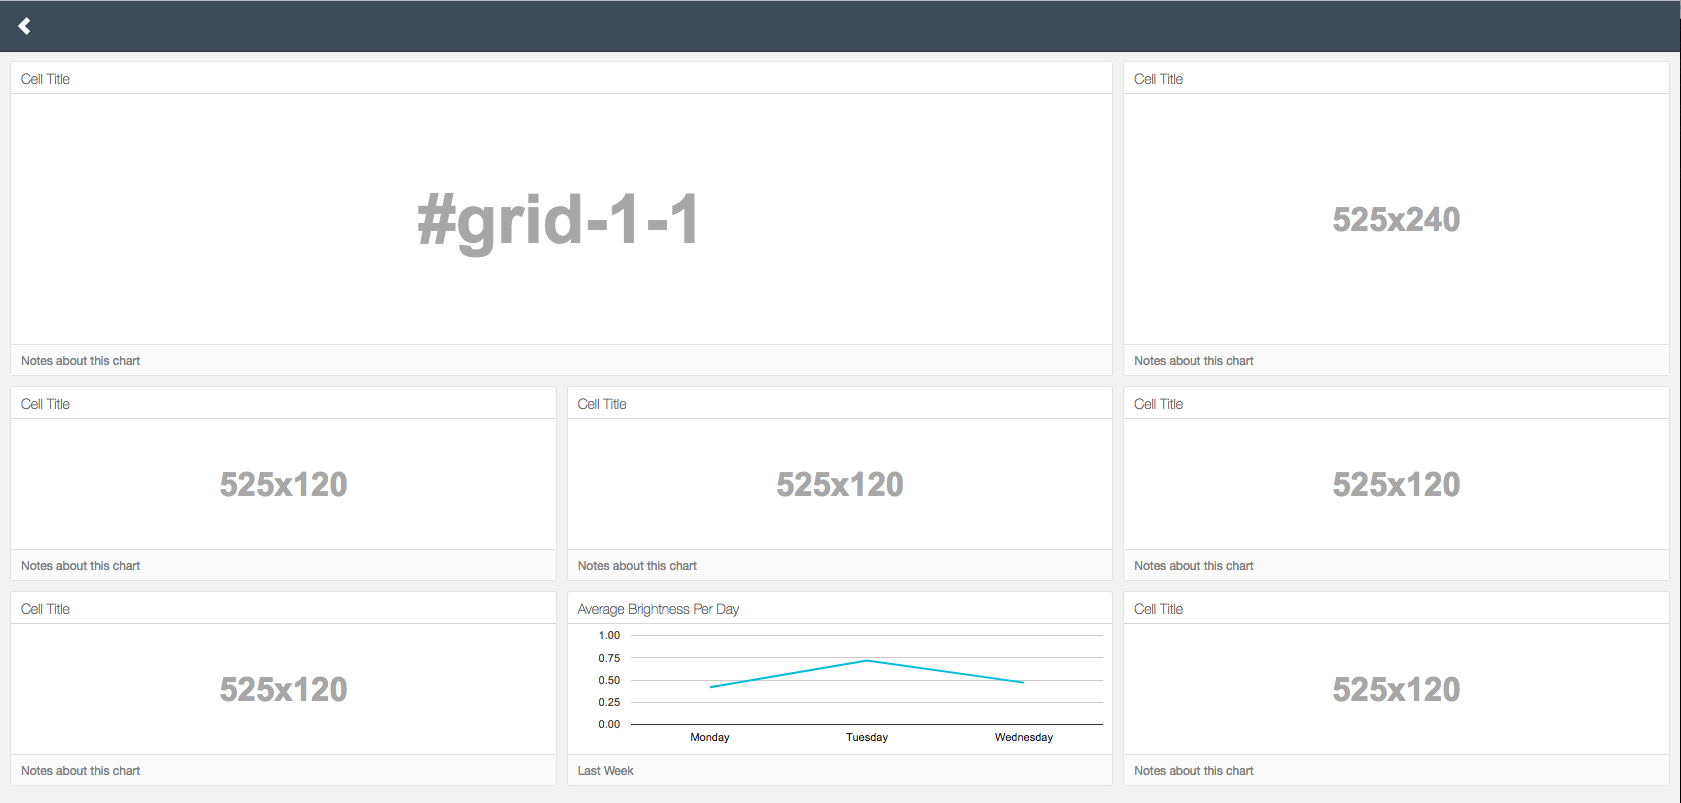 Cell Title
#grid-1-1
Notes about this chart
Cell Title
525x240
Notes about this chart
Cell Title
525x120
Notes about this chart
Cell Title
525x120
Notes about this chart
Cell Title
525x120
Notes about this chart
Cell Title
525x120
Notes about this chart
Average Brightness Per Day
1.00
0.75
0.50
0.25
0.00
Monday Tuesday Wednesday
Last Week
Cell Title
525x120
Notes about this chart